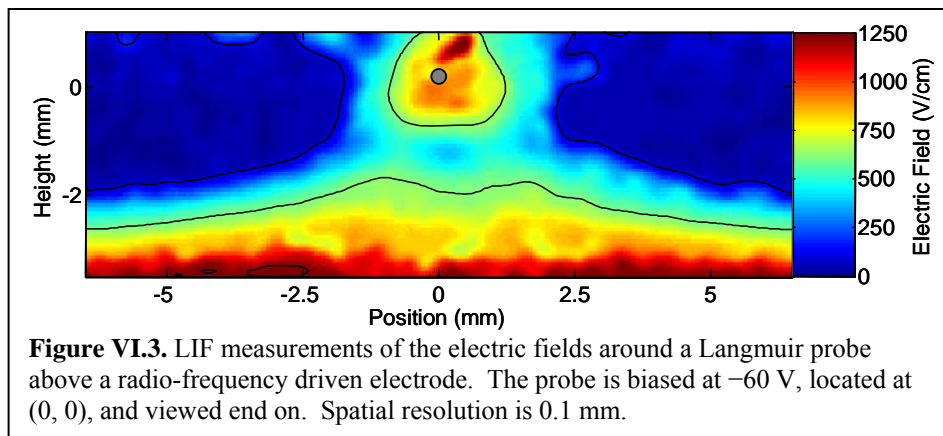 1250
1000
750
500
250
0
Electric Field (V/cm)
0
-2
Height (mm)
-5
-2.5
0
2.5
5
Position (mm)
Figure VI.3. LIF measurements of the electric fields around a Langmuir probe
above a radio-frequency driven electrode. The probe is biased at −60 V, located at
(0, 0), and viewed end on. Spatial resolution is 0.1 mm.